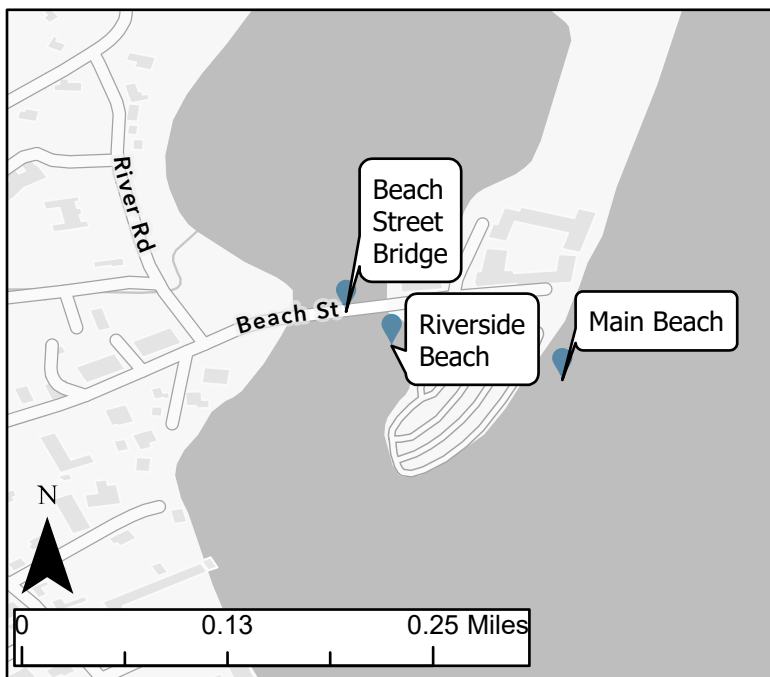 River Rd
Beach
Street
Bridge
Beach St
Riverside
Beach
Main Beach
N
0 0.13 0.25 Miles